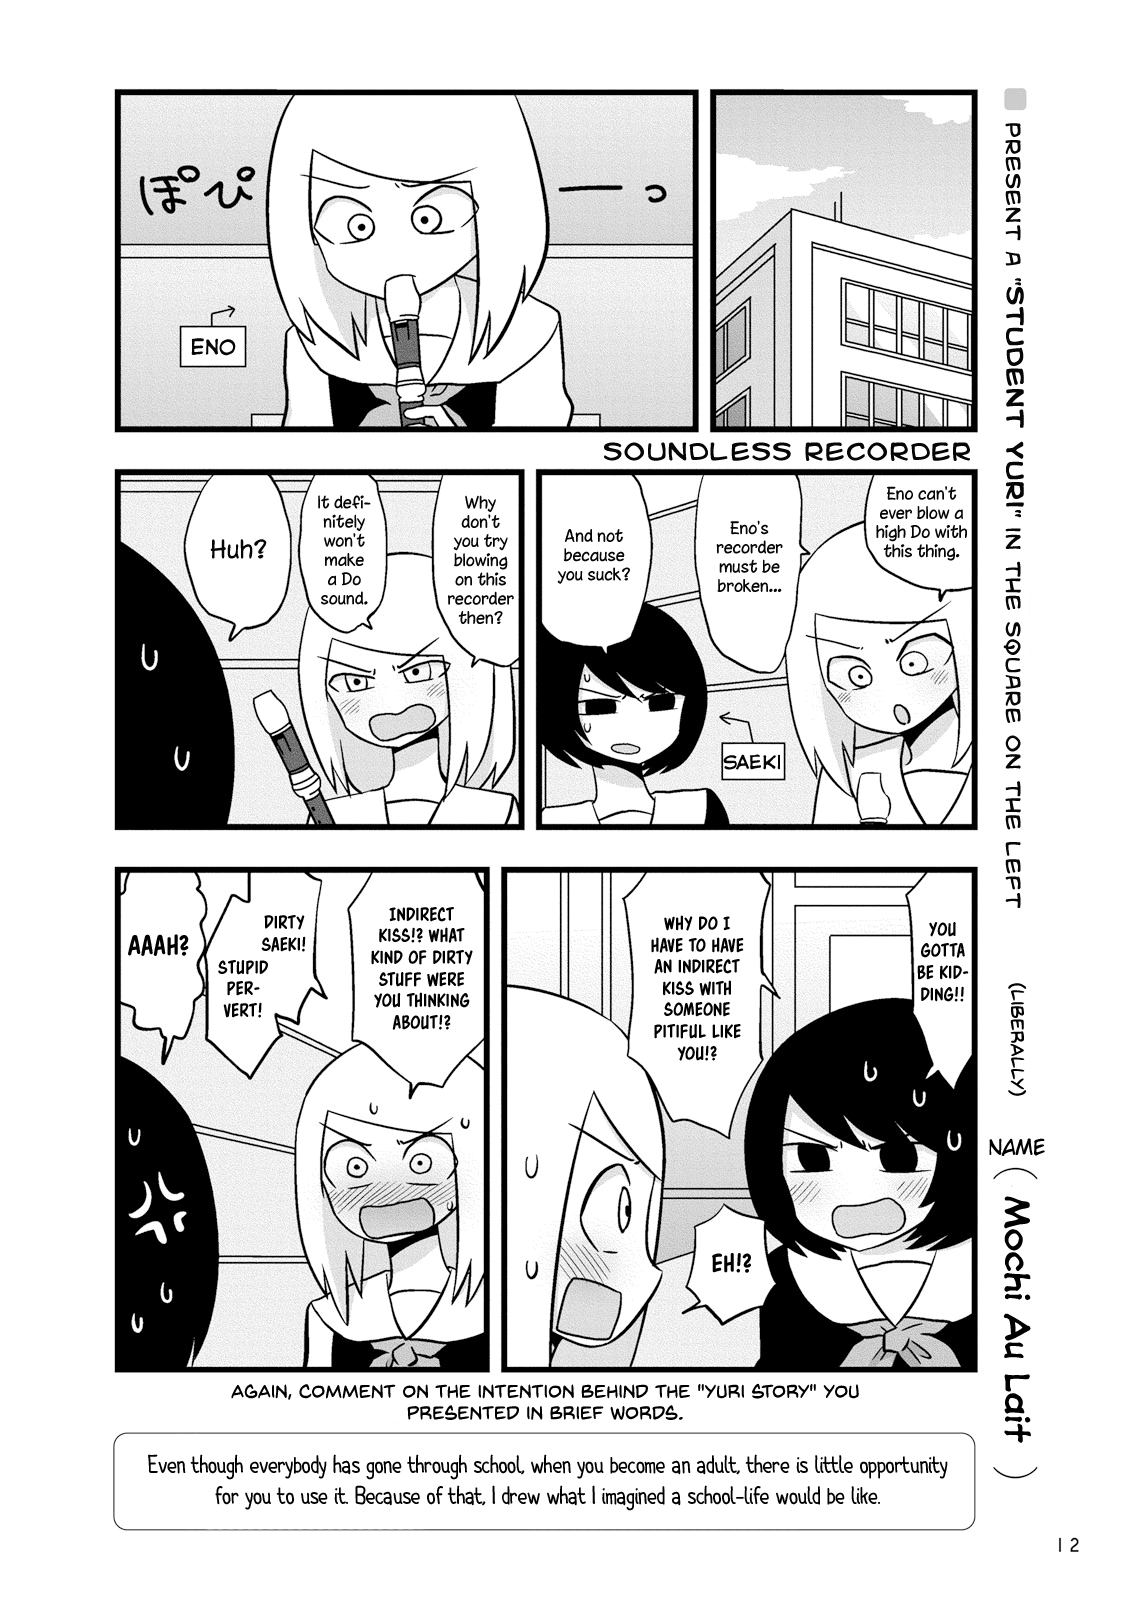 PRESENT A "STUDENT YURI" IN THE SQUARE ON THE LEFT (LIBERALLY)
NAME
(Mochi Au Lait)
SOUNDLESS RECORDER
ぽぴーっ
ENO
Eno can't
ever blow a
high Do with
this thing.
Eno's
recorder
must be
broken...
And not
because
you suck?
SAEKI
Why
don't
you try
blowing
on this
recorder
then?
It defi-
nitely
won't
make
a Do
sound.
Huh?
YOU
GOTTA
BE KID-
DING!!
WHY DO I
HAVE TO HAVE
AN INDIRECT
KISS WITH
SOMEONE
PITIFUL LIKE
YOU!?
EH!?
INDIRECT
KISS!? WHAT
KIND OF DIRTY
STUFF WERE
YOU THINKING
ABOUT!?
DIRTY
SAEKI!
STUPID
PER-
VERT!
AAAH?
AGAIN, COMMENT ON THE INTENTION BEHIND THE "YURI STORY" YOU
PRESENTED IN BRIEF WORDS.
Even though everybody has gone through school, when you become an adult, there is little opportunity
for you to use it. Because of that, I drew what I imagined a school-life would be like.
12